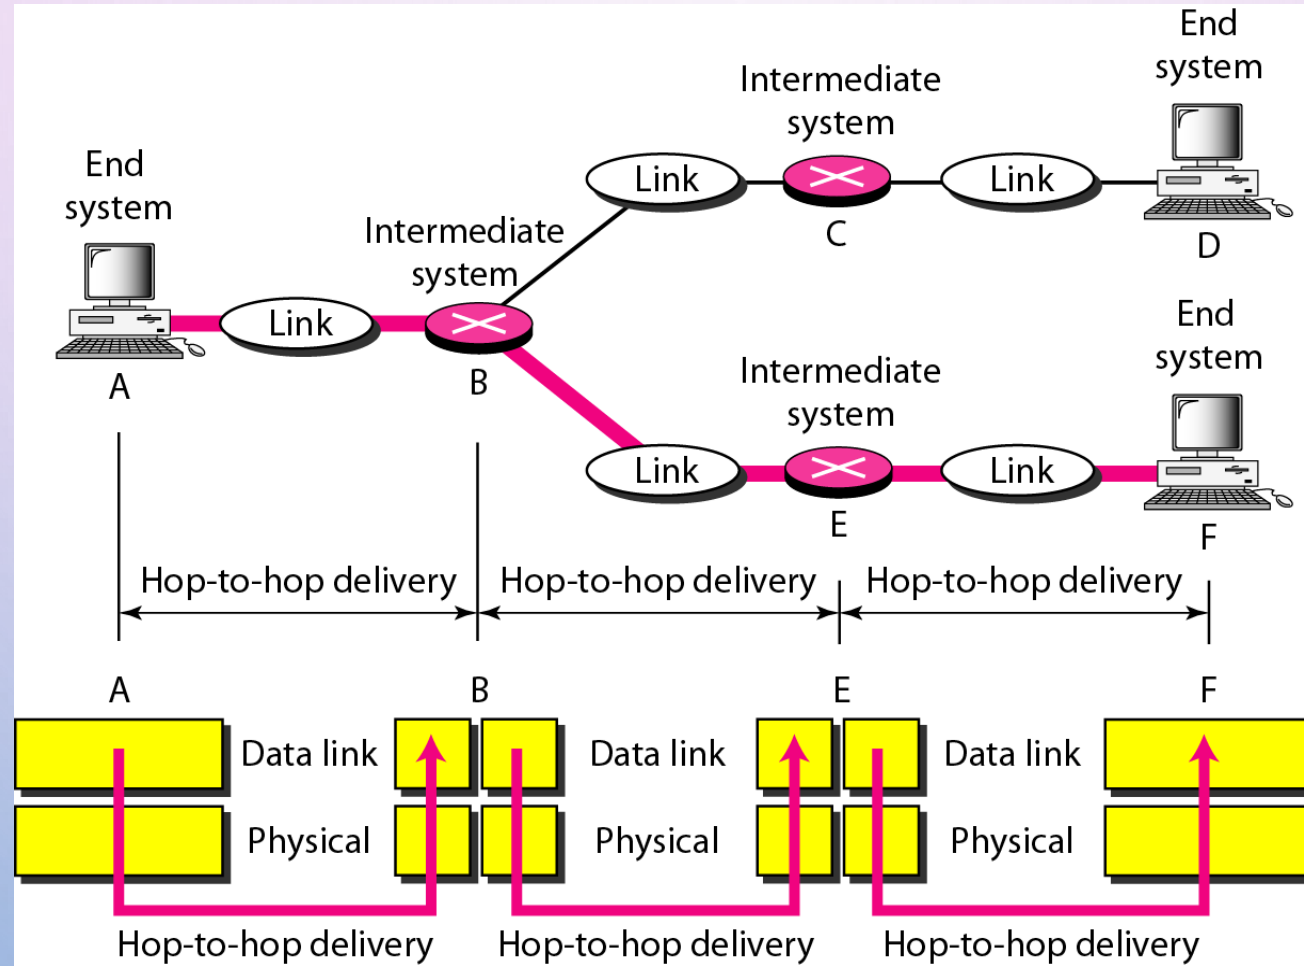 End
system
Intermediate
system
End
system
Link
Link
C
D
Intermediate
system
Link
A
B
End
system
Intermediate
system
Link
Link
E
F
Hop-to-hop delivery
Hop-to-hop delivery
Hop-to-hop delivery
A
B
E
F
Data link
Data link
Data link
Physical
Physical
Physical
Hop-to-hop delivery
Hop-to-hop delivery
Hop-to-hop delivery